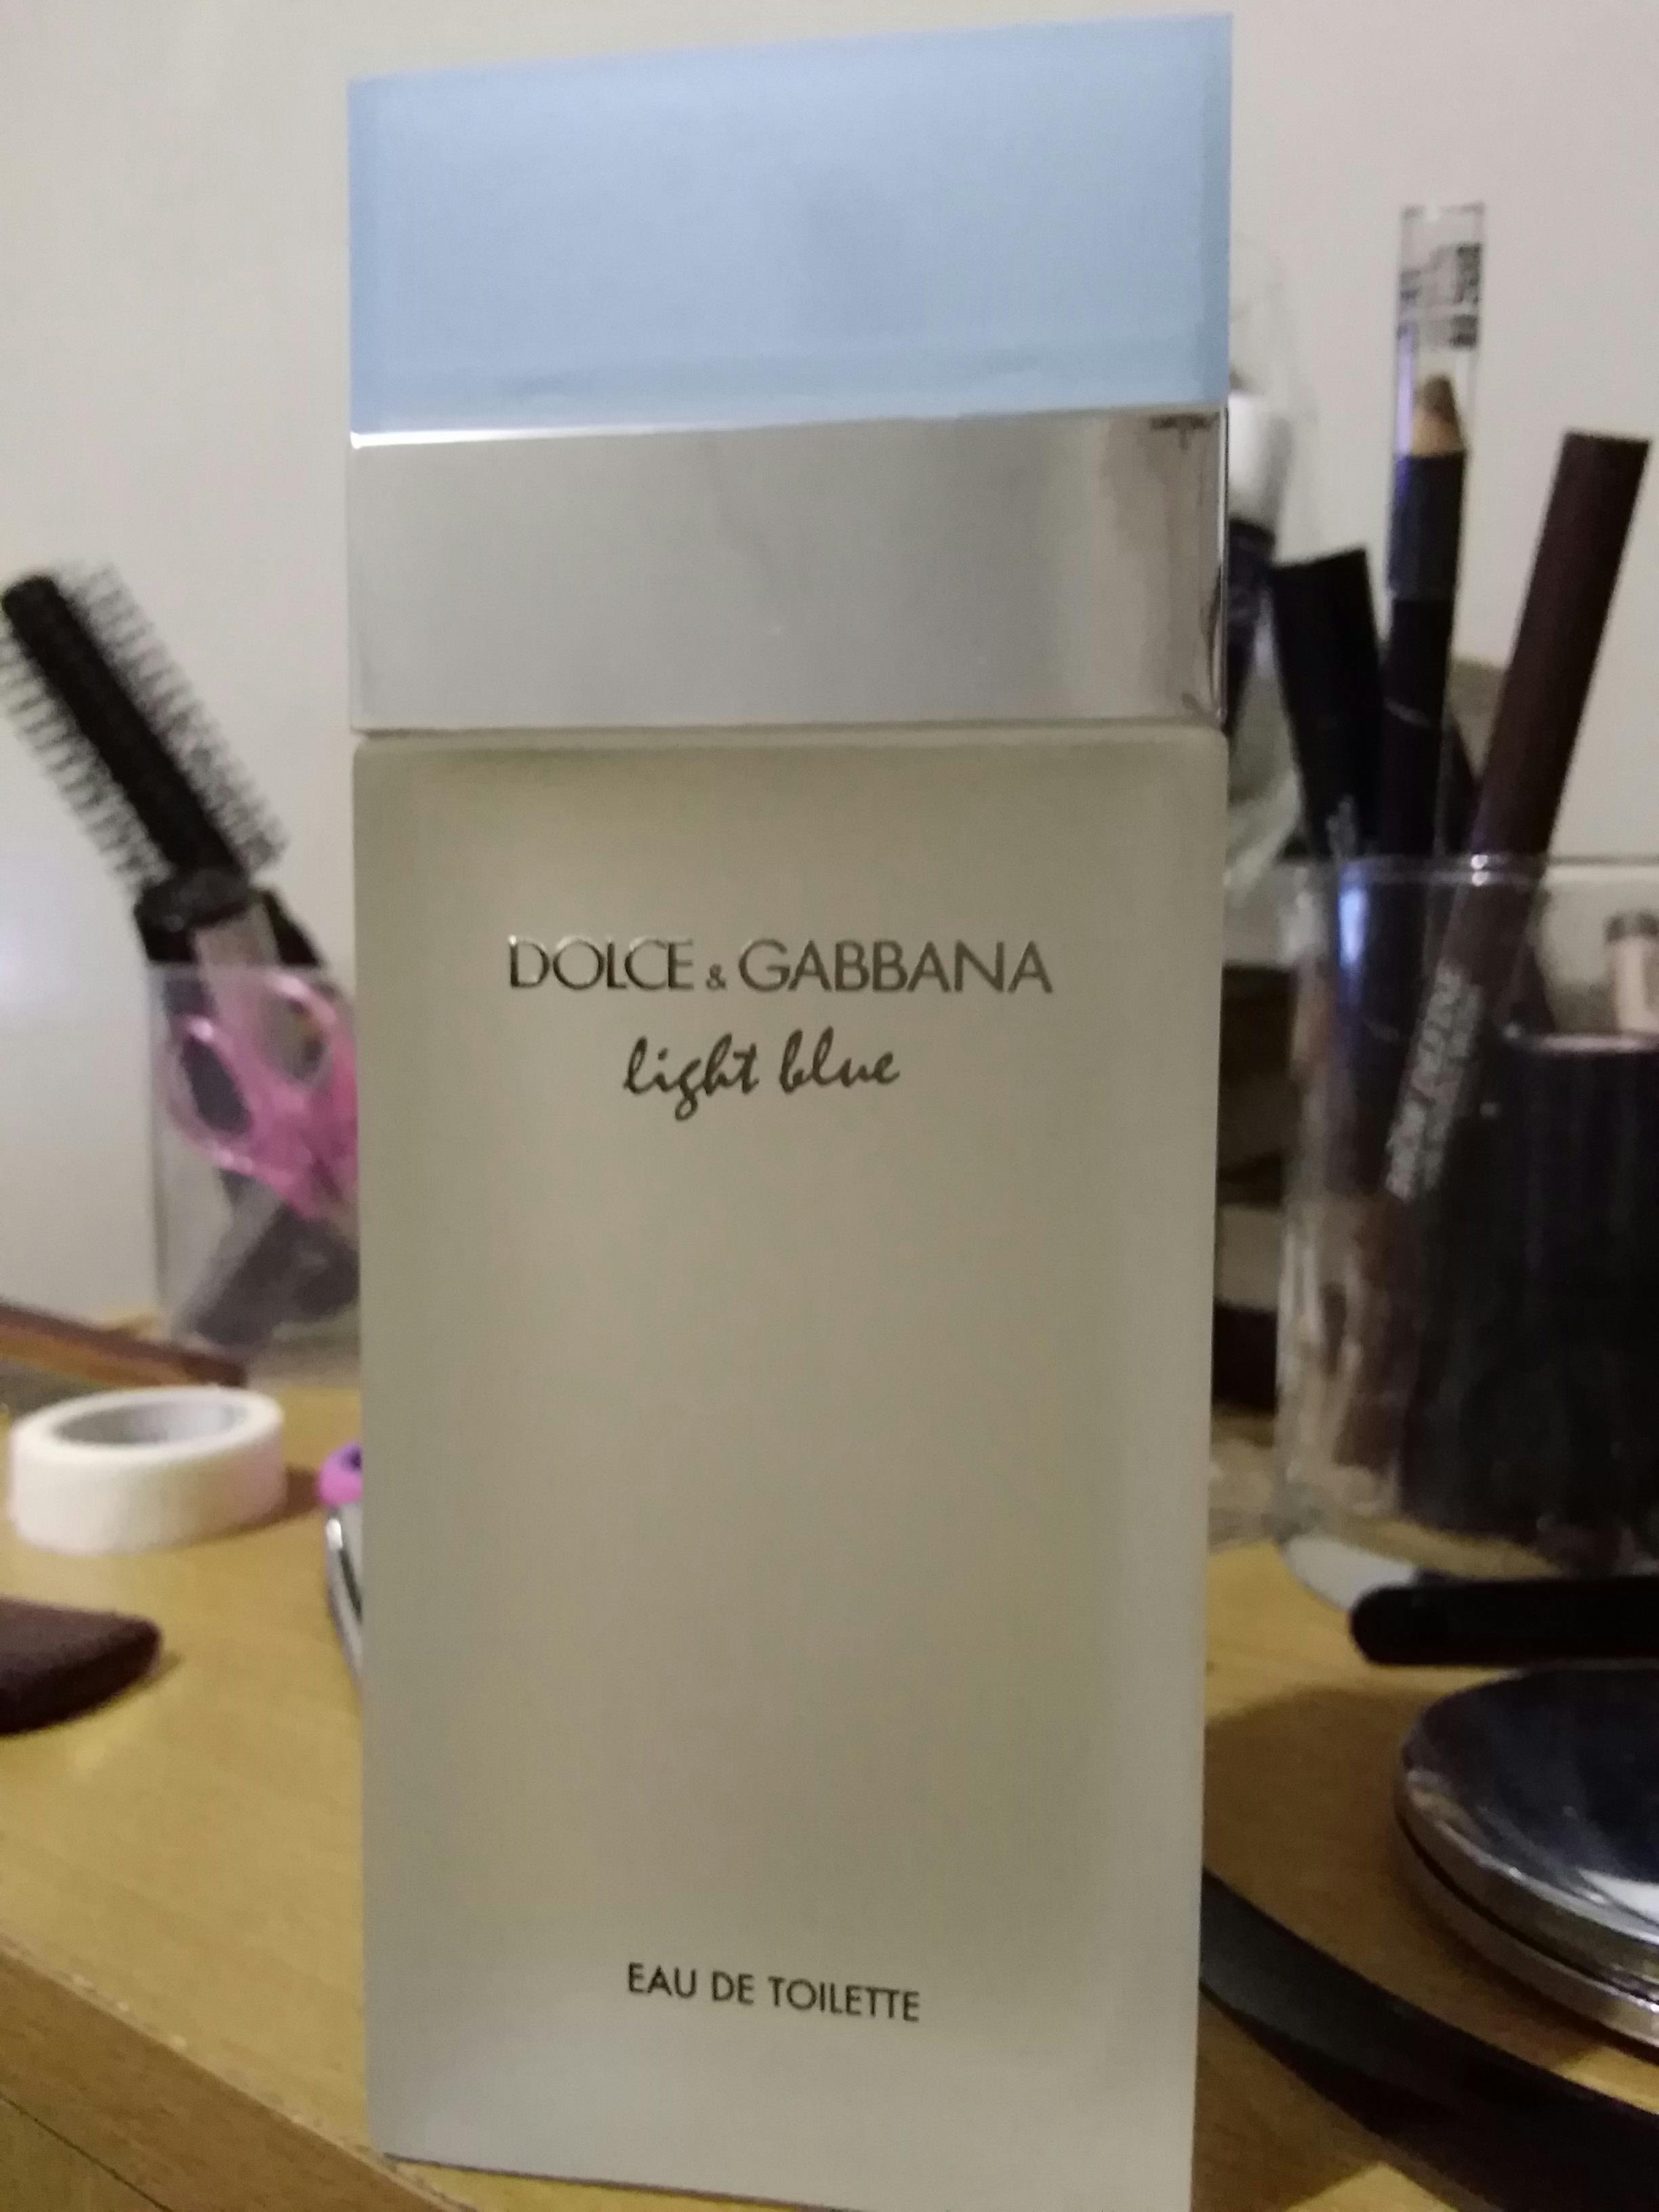 DOLCE & GABBANA
light blue
EAU DE TOILETTE